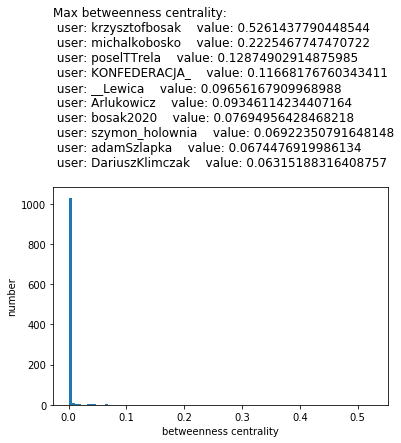 Max betweenness centrality:
user: krzysztofbosak value: 0.5261437790448544
user: michalkobosko value: 0.2225467747470722
user: poselTTrela value: 0.12874902914875985
user: KONFEDERACJA_ value: 0.11668176760343411
user: __Lewica value: 0.09656167909968988
user: Arlukowicz value: 0.09346114234407164
user: bosak2020 value: 0.07694956428468218
user: szymon_holownia value: 0.06922350791648148
user: adamSzlapka value: 0.0674476919986134
user: DariuszKlimczak value: 0.06315188316408757
1000
800
600
400
200
0
number
0.0 0.1 0.2 0.3 0.4 0.5
betweenness centrality